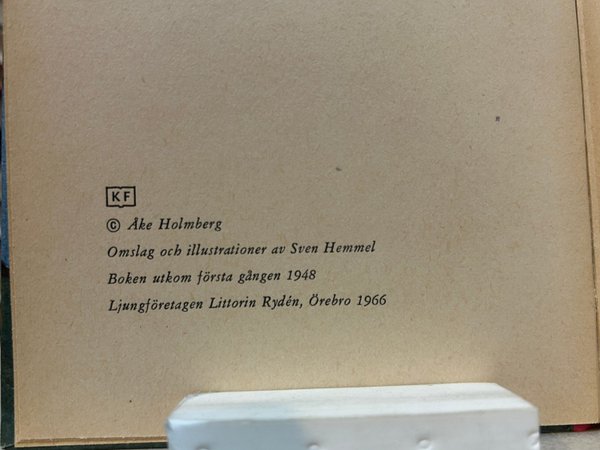 KF
© Åke Holmberg
Omslag och illustrationer av Sven Hemmel
Boken utkom första gången 1948
Ljungföretagen Littorin Rydén, Örebro 1966